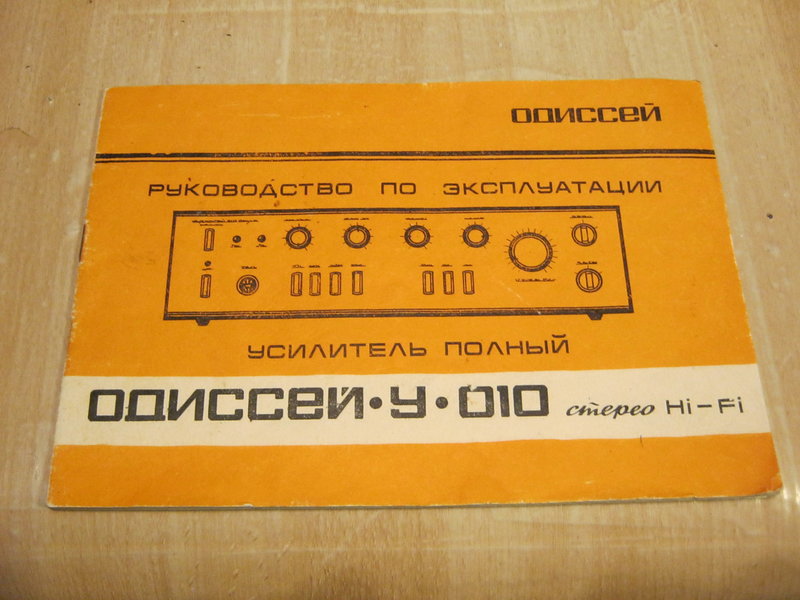 ОДИССЕЙ
РУКОВОДСТВО ПО ЭКСПЛУАТАЦИИ
УСИЛИТЕЛЬ ПОЛНЫЙ
ОДИССЕЙ·У·010 стерео Hi-Fi